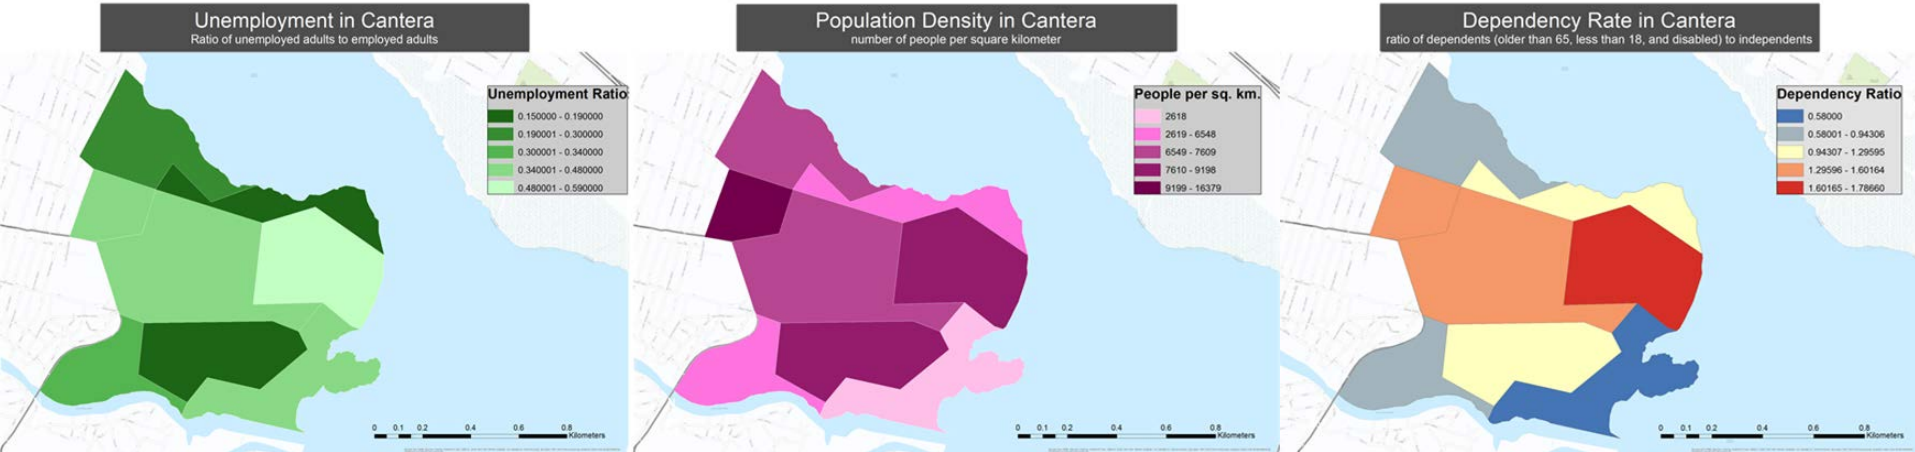 Unemployment in Cantera
Ratio of unemployed adults to employed adults
Unemployment Ratio
0.150000 - 0.190000
0.190001 - 0.300000
0.300001 - 0.340000
0.340001 - 0.480000
0.480001 - 0.590000
0 0.1 0.2 0.4 0.6 0.8
Kilometers
Population Density in Cantera
number of people per square kilometer
People per sq. km.
2618
2619 - 6548
6549 - 7609
7610 - 9198
9199 - 16379
0 0.1 0.2 0.4 0.6 0.8
Kilometers
Dependency Rate in Cantera
ratio of dependents (older than 65, less than 18, and disabled) to independents
Dependency Ratio
0.58000
0.58001 - 0.94306
0.94307 - 1.29595
1.29596 - 1.60164
1.60165 - 1.78660
0 0.1 0.2 0.4 0.6 0.8
Kilometers